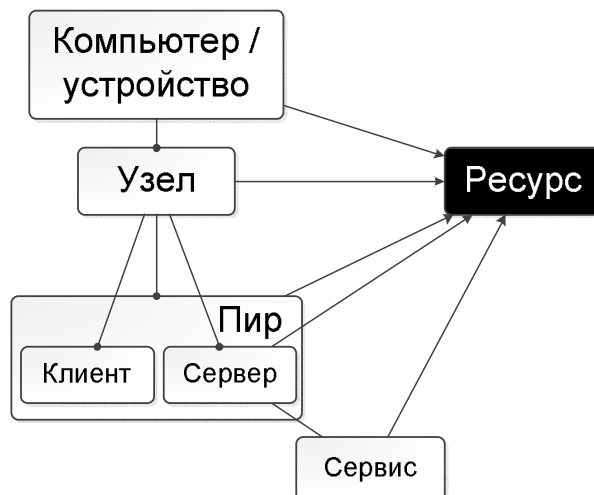 Компьютер /
устройство
Узел
Ресурс
Пир
Клиент
Сервер
Сервис